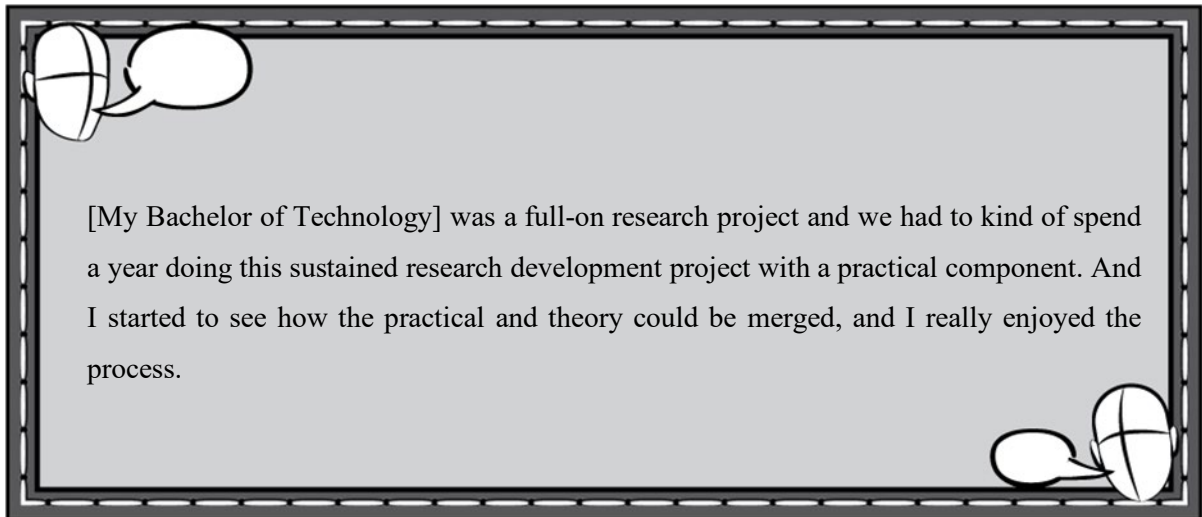 [My Bachelor of Technology] was a full-on research project and we had to kind of spend
a year doing this sustained research development project with a practical component. And
I started to see how the practical and theory could be merged, and I really enjoyed the
process.